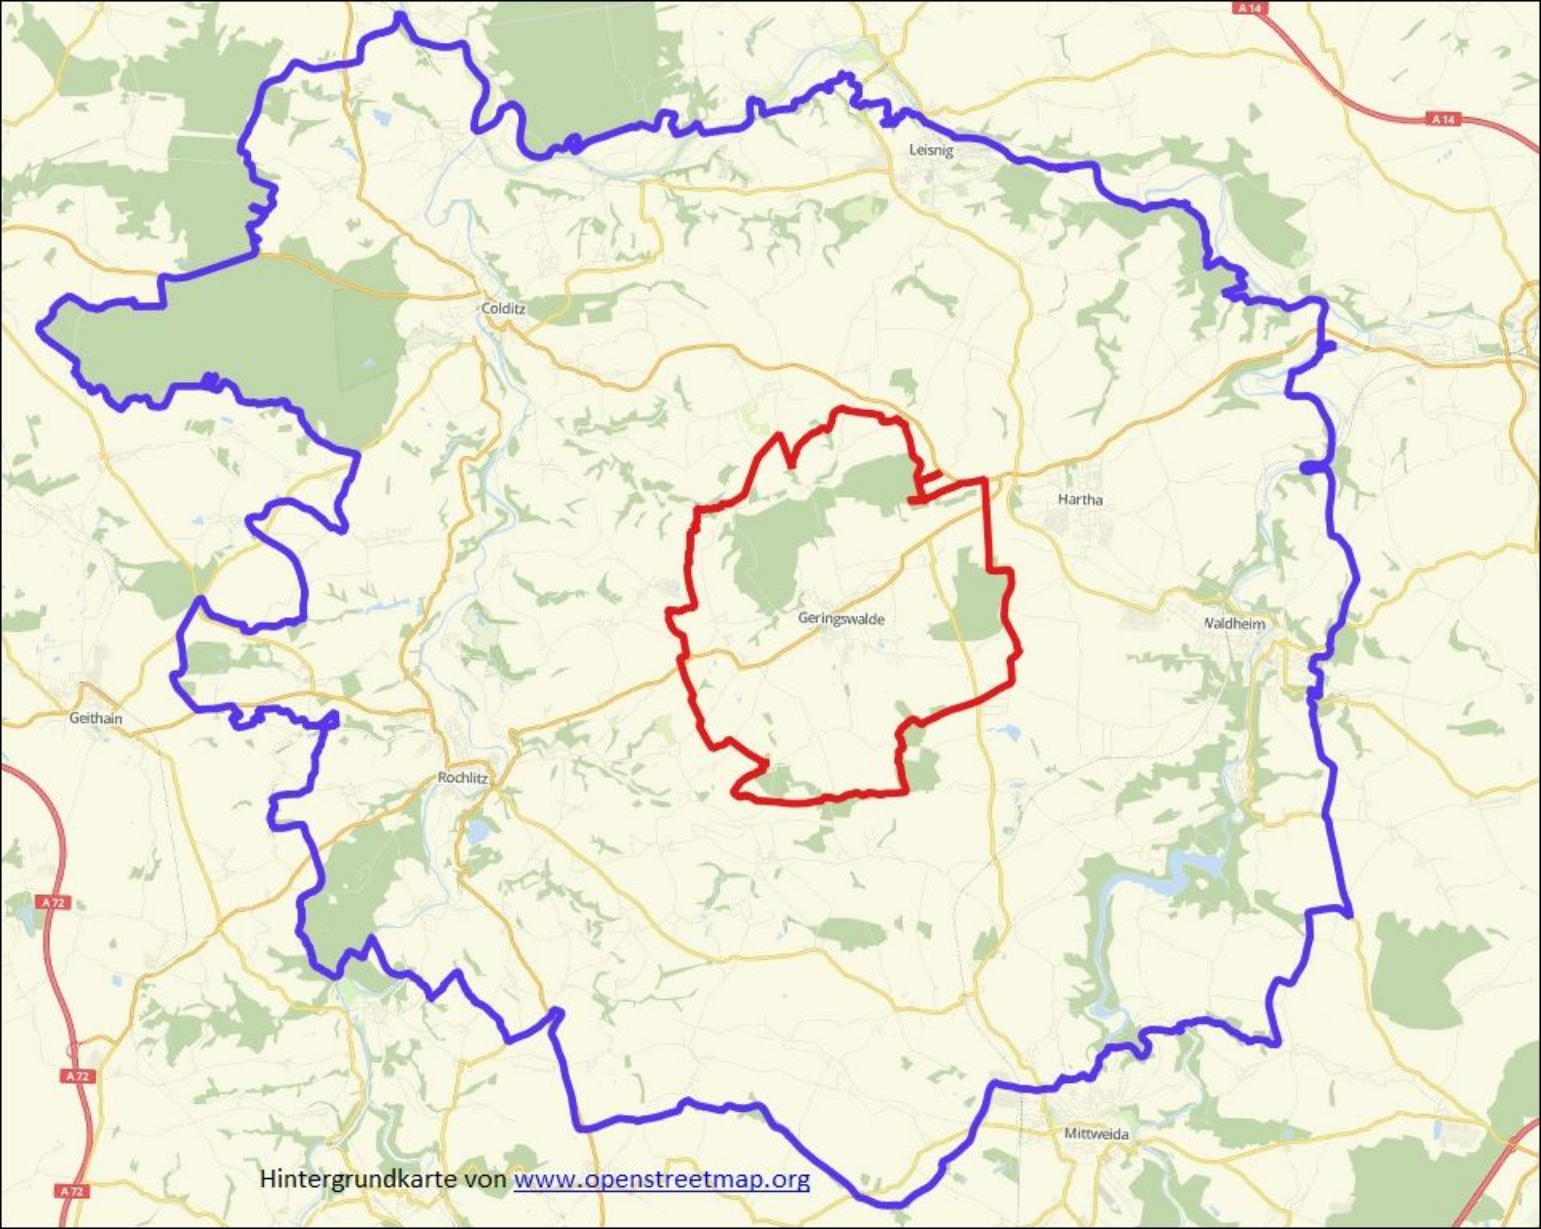 A 14
A 14
Leisnig
Colditz
Hartha
Geringswalde
Waldheim
Geithain
Rochlitz
A 72
A 72
Mittweida
Hintergrundkarte von www.openstreetmap.org
A 72